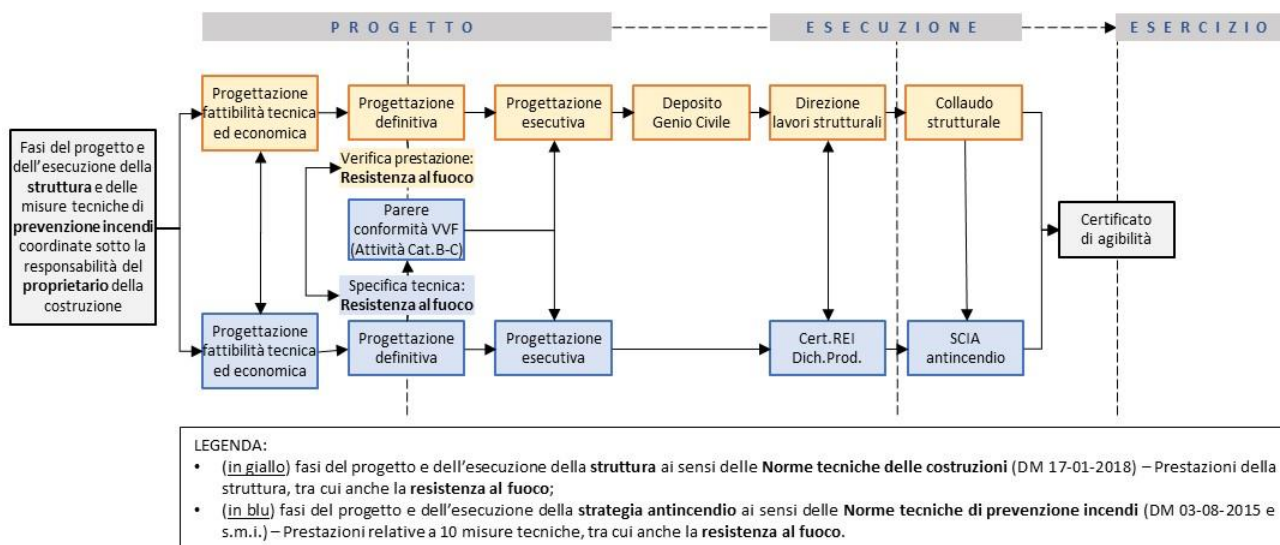 PROGETTO
ESECUZIONE
ESERCIZIO
Fasi del progetto e
dell'esecuzione della
struttura e delle
misure tecniche di
prevenzione incendi
coordinate sotto la
responsabilità del
proprietario della
costruzione
Progettazione
fattibilità tecnica
ed economica
Progettazione
definitiva
Progettazione
esecutiva
Deposito
Genio Civile
Direzione
lavori strutturali
Collaudo
strutturale
Verifica prestazione:
Resistenza al fuoco
Parere
conformità VVF
(Attività Cat.B-C)
Specifica tecnica:
Resistenza al fuoco
Certificato
di agibilità
Progettazione
fattibilità tecnica
ed economica
Progettazione
definitiva
Progettazione
esecutiva
Cert.REI
Dich.Prod.
SCIA
antincendio
LEGENDA:
• (in giallo) fasi del progetto e dell'esecuzione della struttura ai sensi delle Norme tecniche delle costruzioni (DM 17-01-2018) – Prestazioni della
struttura, tra cui anche la resistenza al fuoco;
• (in blu) fasi del progetto e dell'esecuzione della strategia antincendio ai sensi delle Norme tecniche di prevenzione incendi (DM 03-08-2015 e
s.m.i.) – Prestazioni relative a 10 misure tecniche, tra cui anche la resistenza al fuoco.